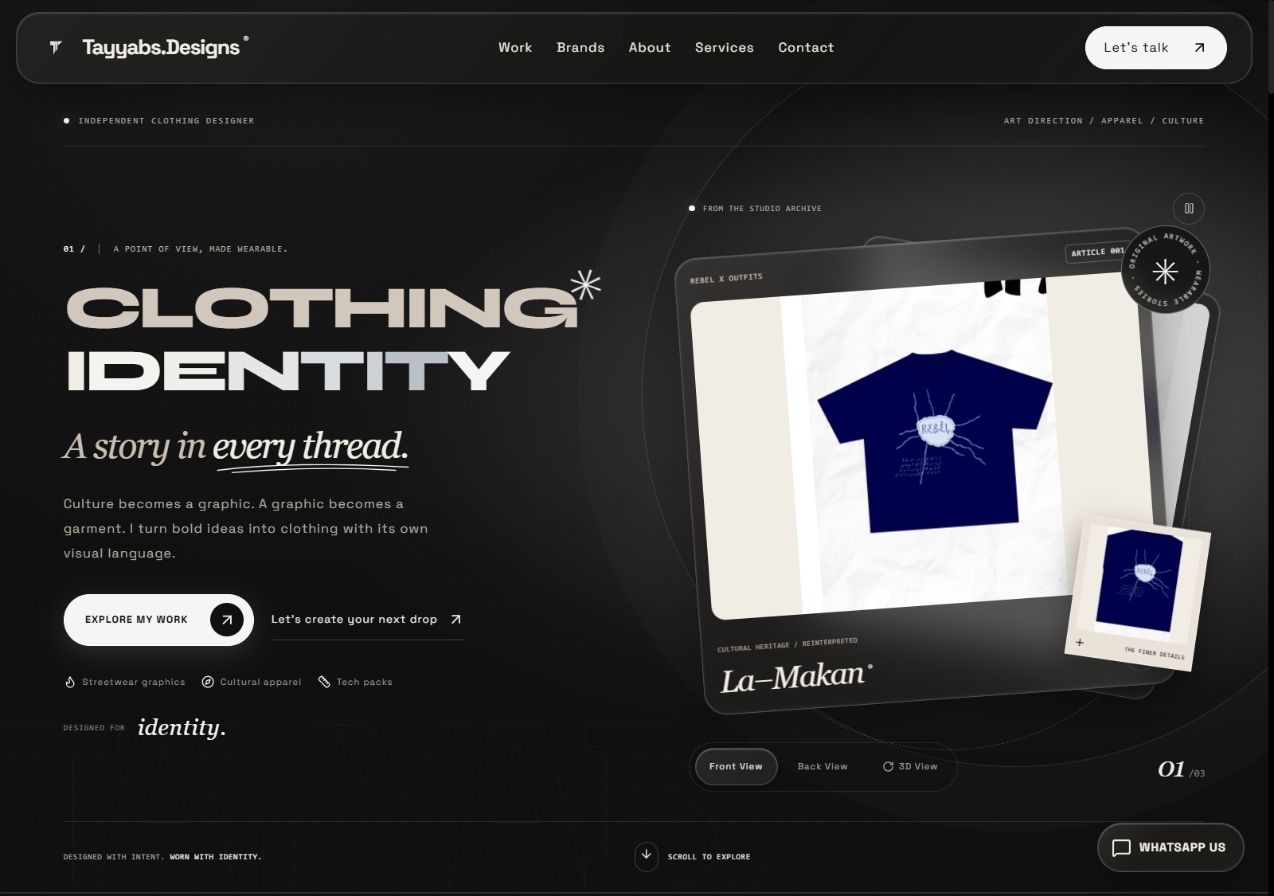 Tayyabs.Designs®
Work Brands About Services Contact
Let's talk
INDEPENDENT CLOTHING DESIGNER
ART DIRECTION / APPAREL / CULTURE
FROM THE STUDIO ARCHIVE
01 / | A POINT OF VIEW, MADE WEARABLE.
CLOTHING
IDENTITY
A story in every thread.
Culture becomes a graphic. A graphic becomes a
garment. I turn bold ideas into clothing with its own
visual language.
EXPLORE MY WORK
Let's create your next drop
Streetwear graphics Cultural apparel Tech packs
DESIGNED FOR identity.
REBEL X OUTFITS
ARTICLE 001
ORIGINAL ARTWORK · WEARABLE STORIES ·
REBEL
REBEL
THE FINER DETAILS
CULTURAL HERITAGE / REINTERPRETED
La—Makan
Front View Back View 3D View
01 /03
TAYYABS
DESIGNED WITH INTENT. WORN WITH IDENTITY.
SCROLL TO EXPLORE
WHATSAPP US